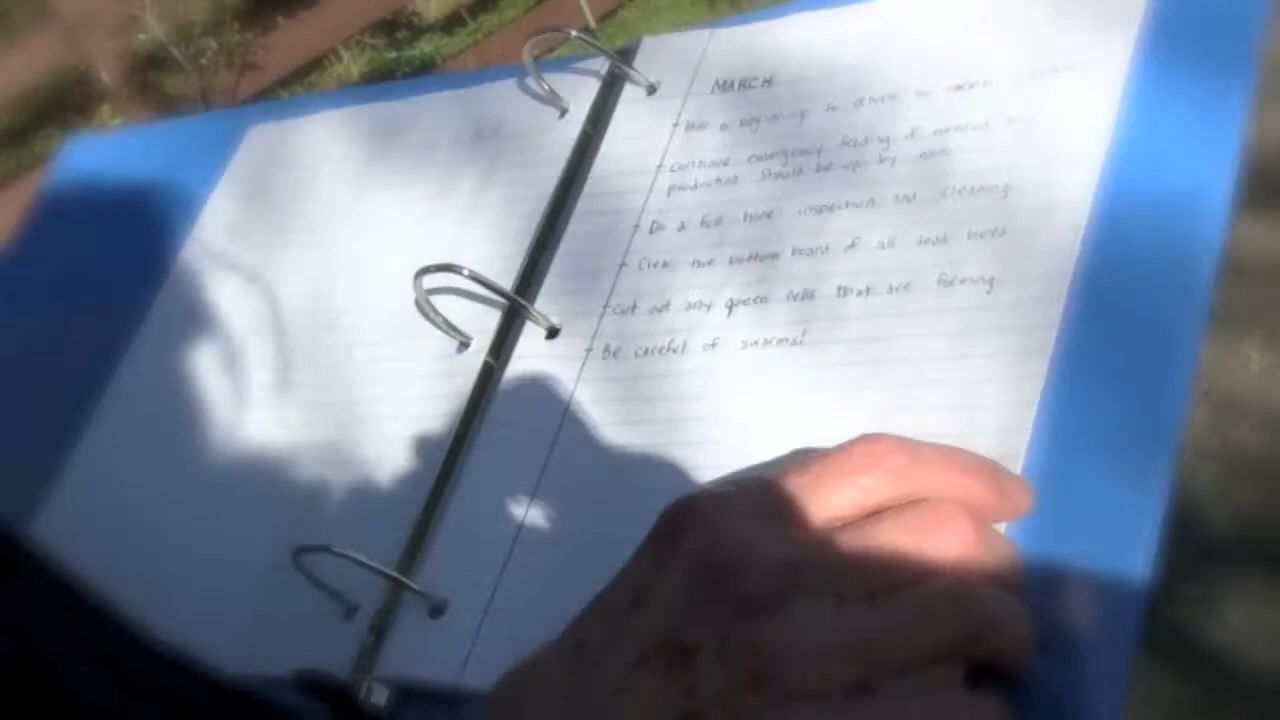 MARCH
- beginning to
- Continue emergency feeding if needed
production should be up by now
- Do a full hive inspection and cleaning
- Clean the bottom board of all dead bees
- Cut out any queen cells that are forming
- Be careful of swarms!